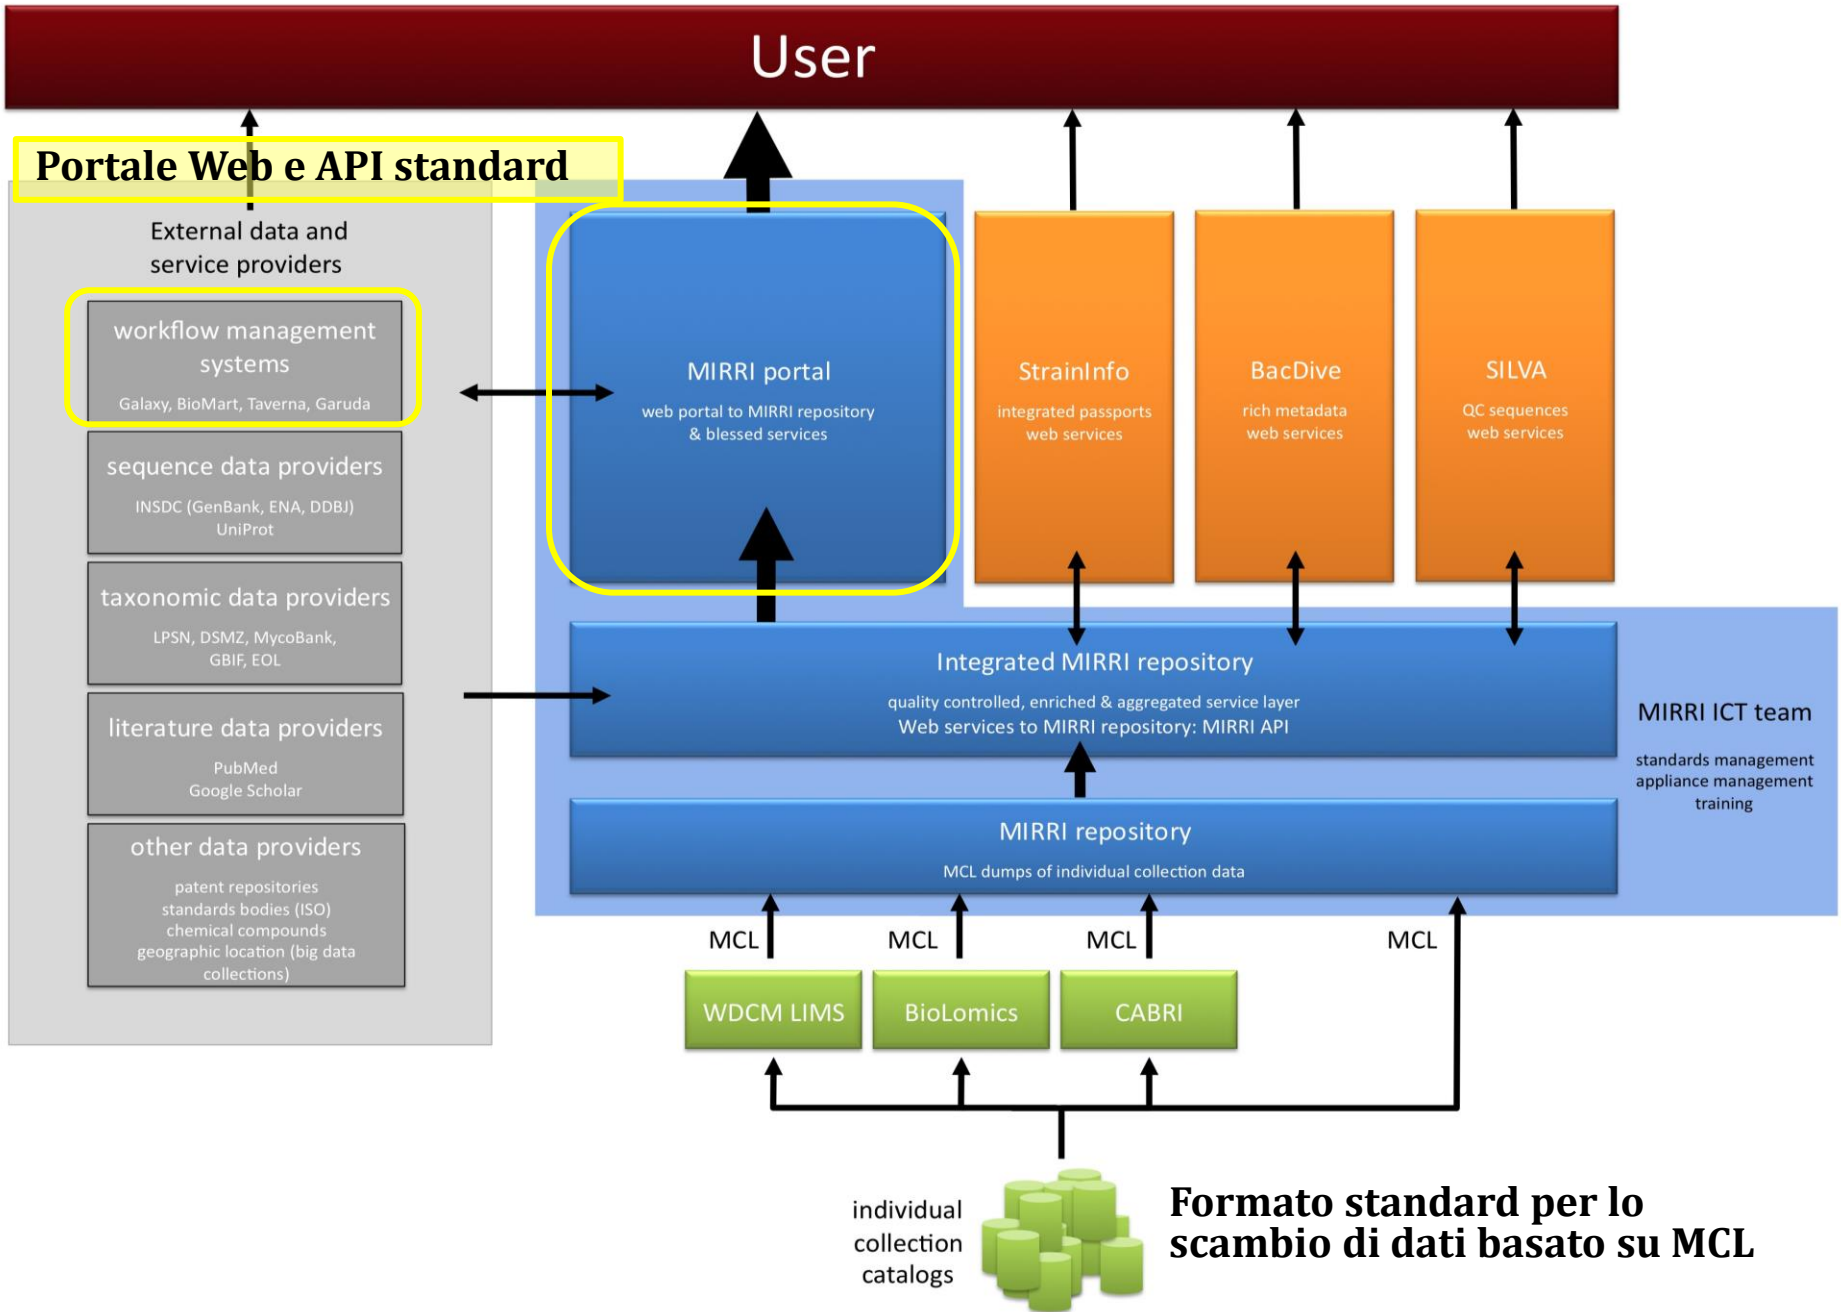 User
Portale Web e API standard
External data and
service providers
workflow management
systems
Galaxy, BioMart, Taverna, Garuda
sequence data providers
INSDC (GenBank, ENA, DDBJ)
UniProt
taxonomic data providers
LPSN, DSMZ, MycoBank,
GBIF, EOL
literature data providers
PubMed
Google Scholar
other data providers
patent repositories
standards bodies (ISO)
chemical compounds
geographic location (big data
collections)
MIRRI portal
web portal to MIRRI repository
& blessed services
StrainInfo
integrated passports
web services
BacDive
rich metadata
web services
SILVA
QC sequences
web services
Integrated MIRRI repository
quality controlled, enriched & aggregated service layer
Web services to MIRRI repository: MIRRI API
MIRRI ICT team
standards management
appliance management
training
MIRRI repository
MCL dumps of individual collection data
MCL
MCL
MCL
MCL
WDCM LIMS
BioLomics
CABRI
individual
collection
catalogs
Formato standard per lo
scambio di dati basato su MCL